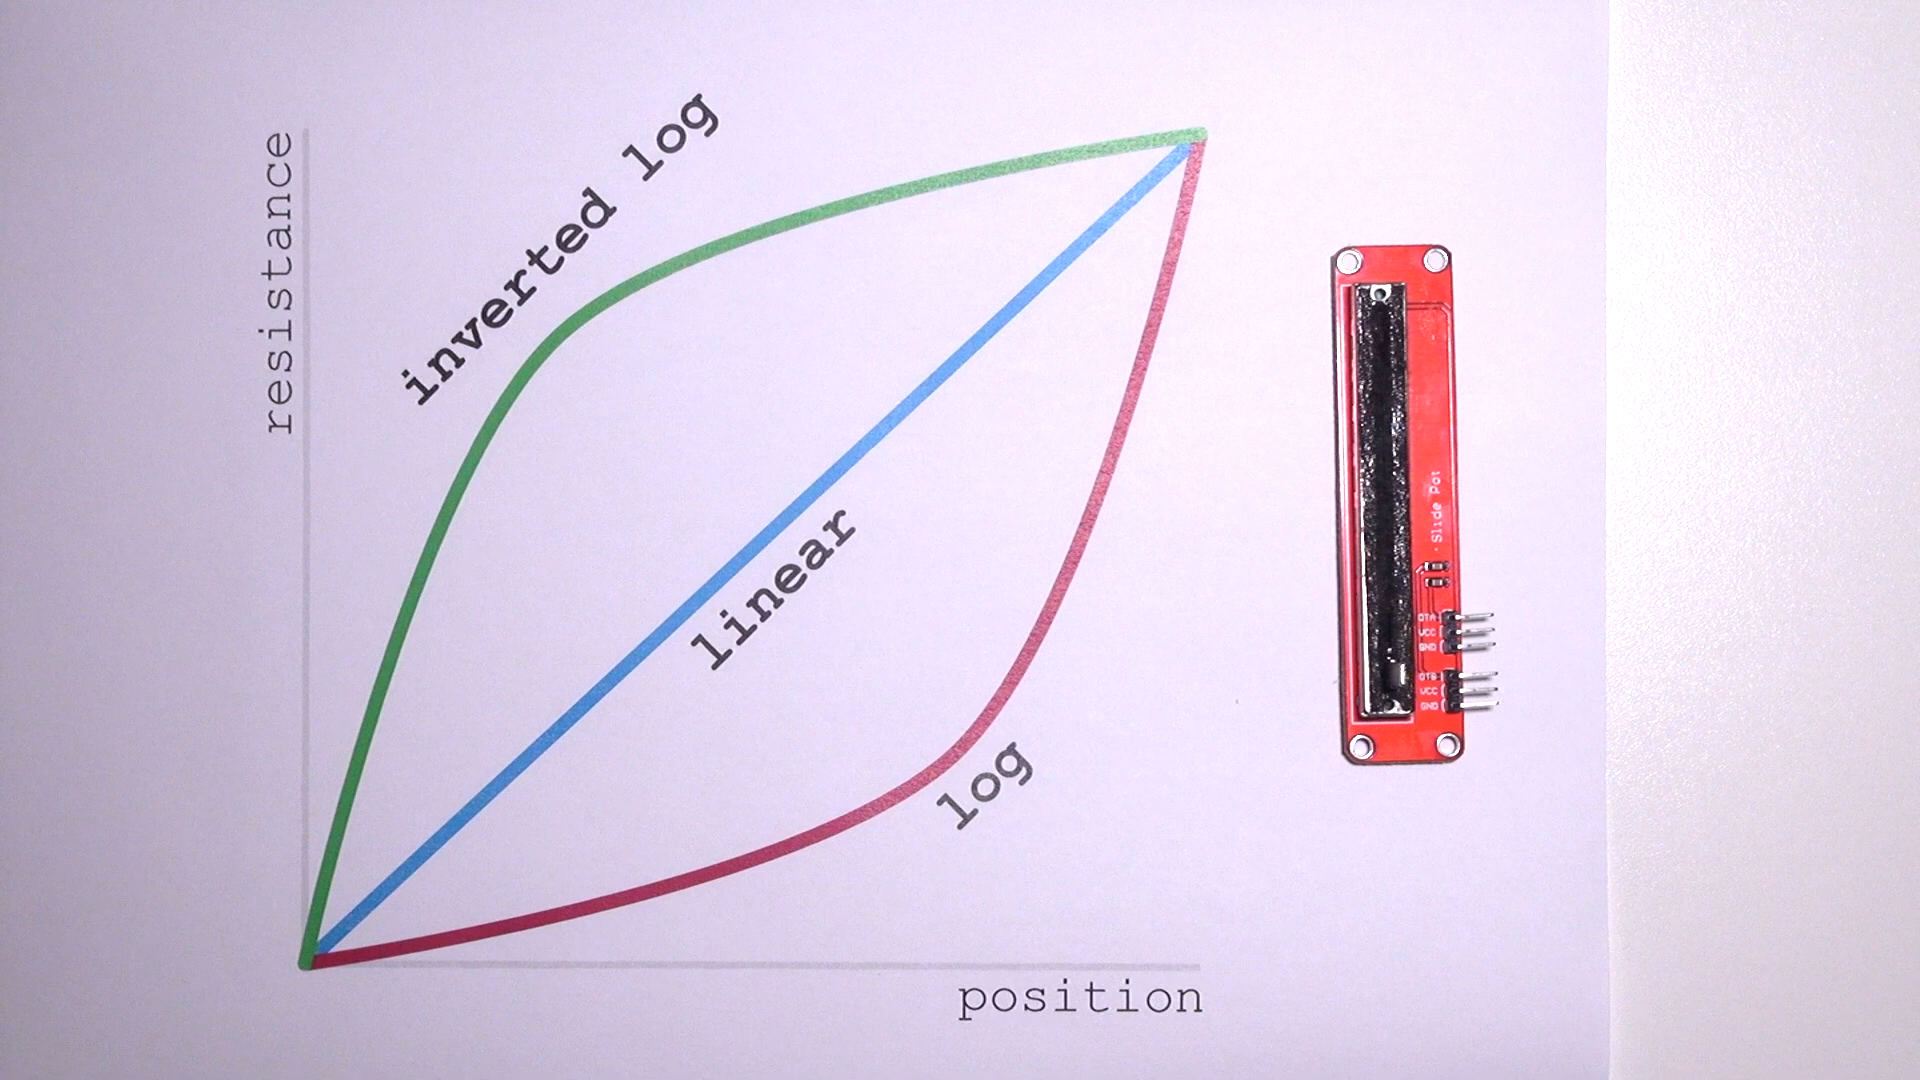 resistance
inverted log
linear
log
position
Slide Pot
OTA
VCC
GND
OTB
VCC
GND